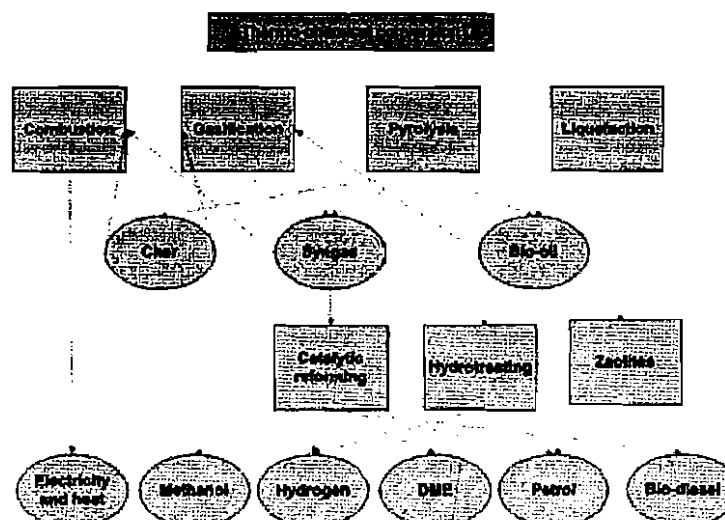 Combustion
Gasification
Pyrolysis
Liquefaction
Char
Syngas
Bio-oil
Catalytic
reforming
Hydrotreating
Zeolites
Electricity
and heat
Methanol
Hydrogen
DME
Petrol
Bio-diesel